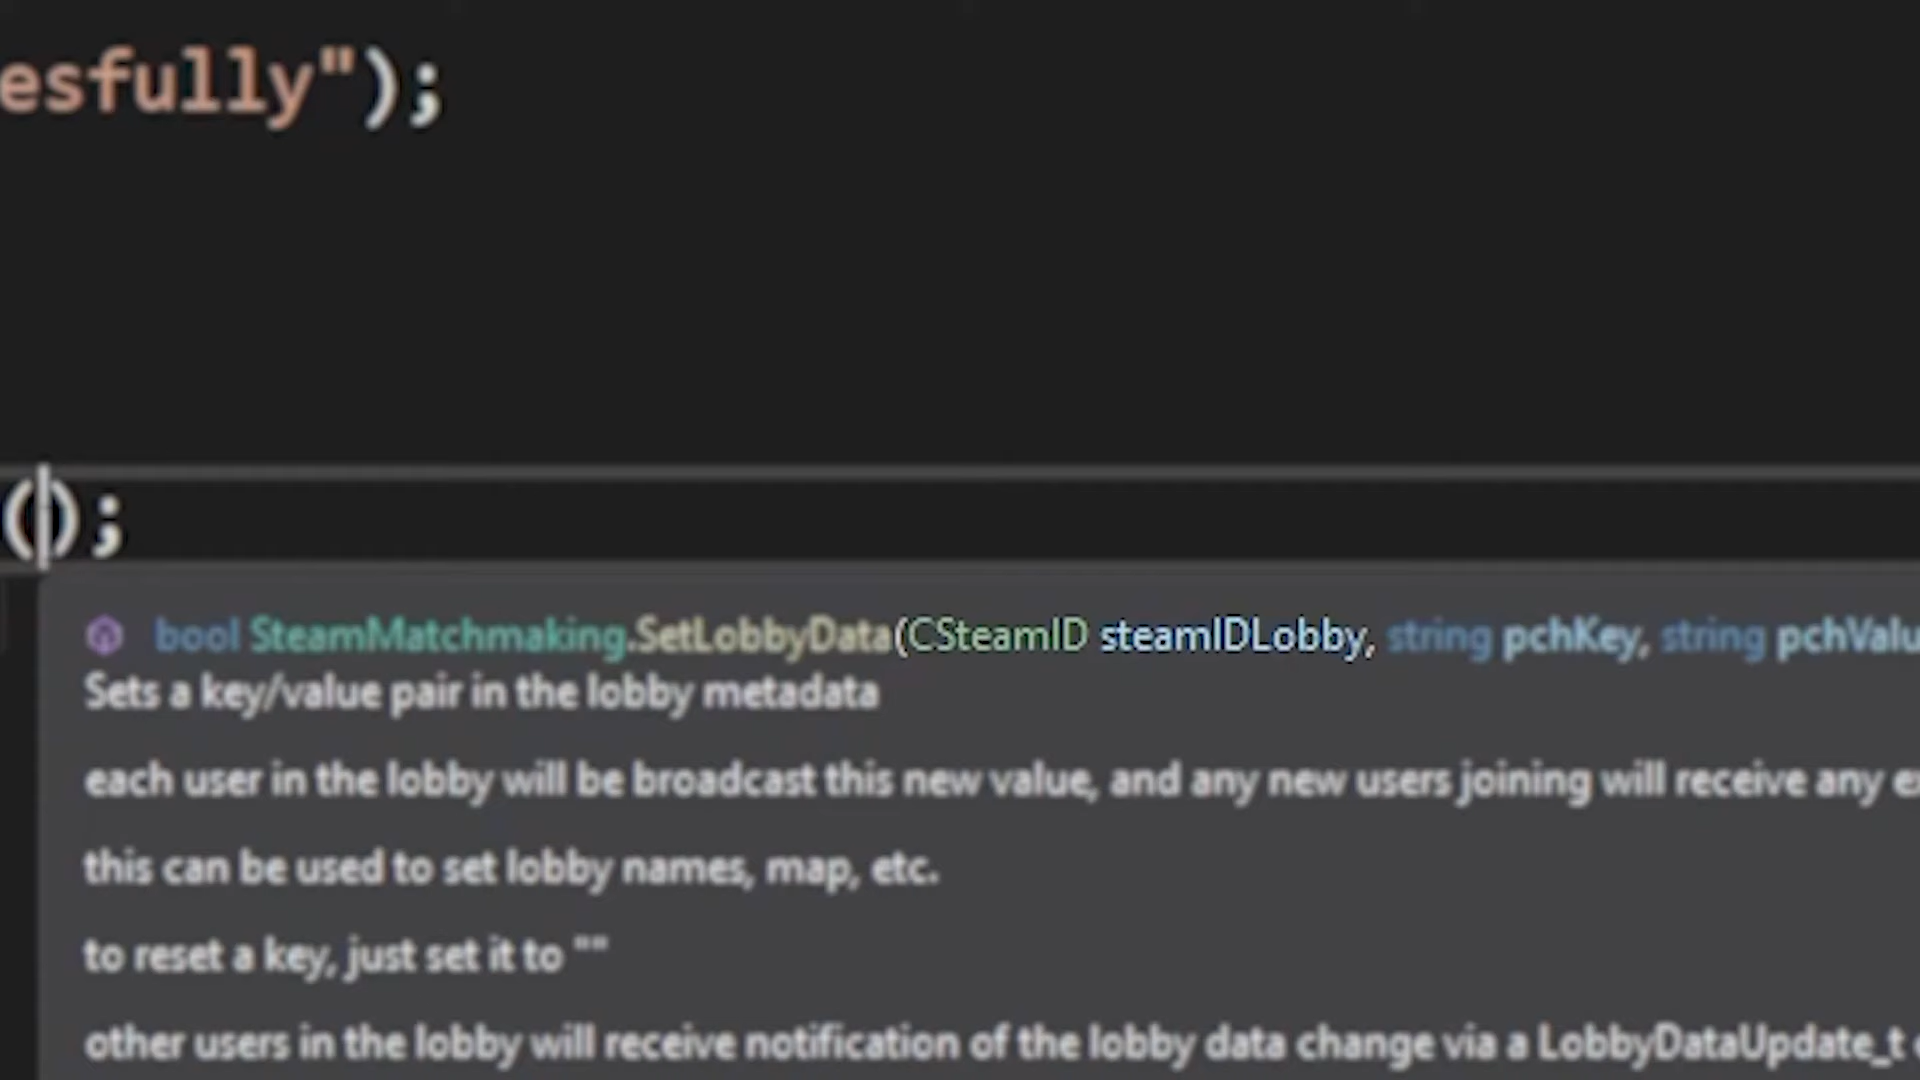 esfully");
();
bool SteamMatchmaking.SetLobbyData(CSteamID steamIDLobby, string pchKey, string pchValu
Sets a key/value pair in the lobby metadata
each user in the lobby will be broadcast this new value, and any new users joining will receive any ex
this can be used to set lobby names, map, etc.
to reset a key, just set it to ""
other users in the lobby will receive notification of the lobby data change via a LobbyDataUpdate_t